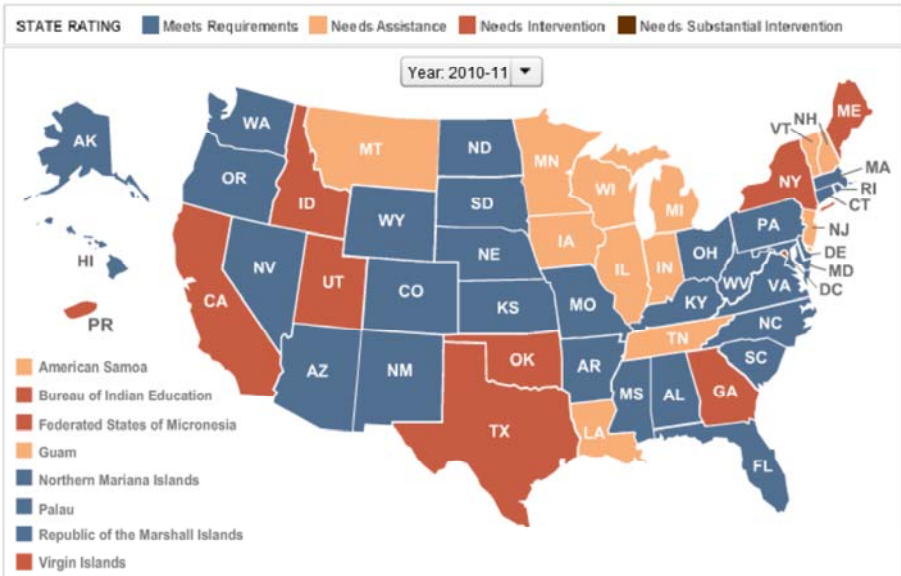 STATE RATING Meets Requirements Needs Assistance Needs Intervention Needs Substantial Intervention
Year: 2010-11
AK
WA
MT
ND
MN
VT
NH
ME
OR
ID
WY
SD
WI
MI
NY
MA
RI
CT
HI
NV
UT
CO
NE
IA
IL
IN
OH
PA
NJ
DE
MD
DC
PR
CA
KS
MO
KY
WV
VA
AZ
NM
OK
AR
TN
NC
SC
TX
LA
MS
AL
GA
FL
American Samoa
Bureau of Indian Education
Federated States of Micronesia
Guam
Northern Mariana Islands
Palau
Republic of the Marshall Islands
Virgin Islands